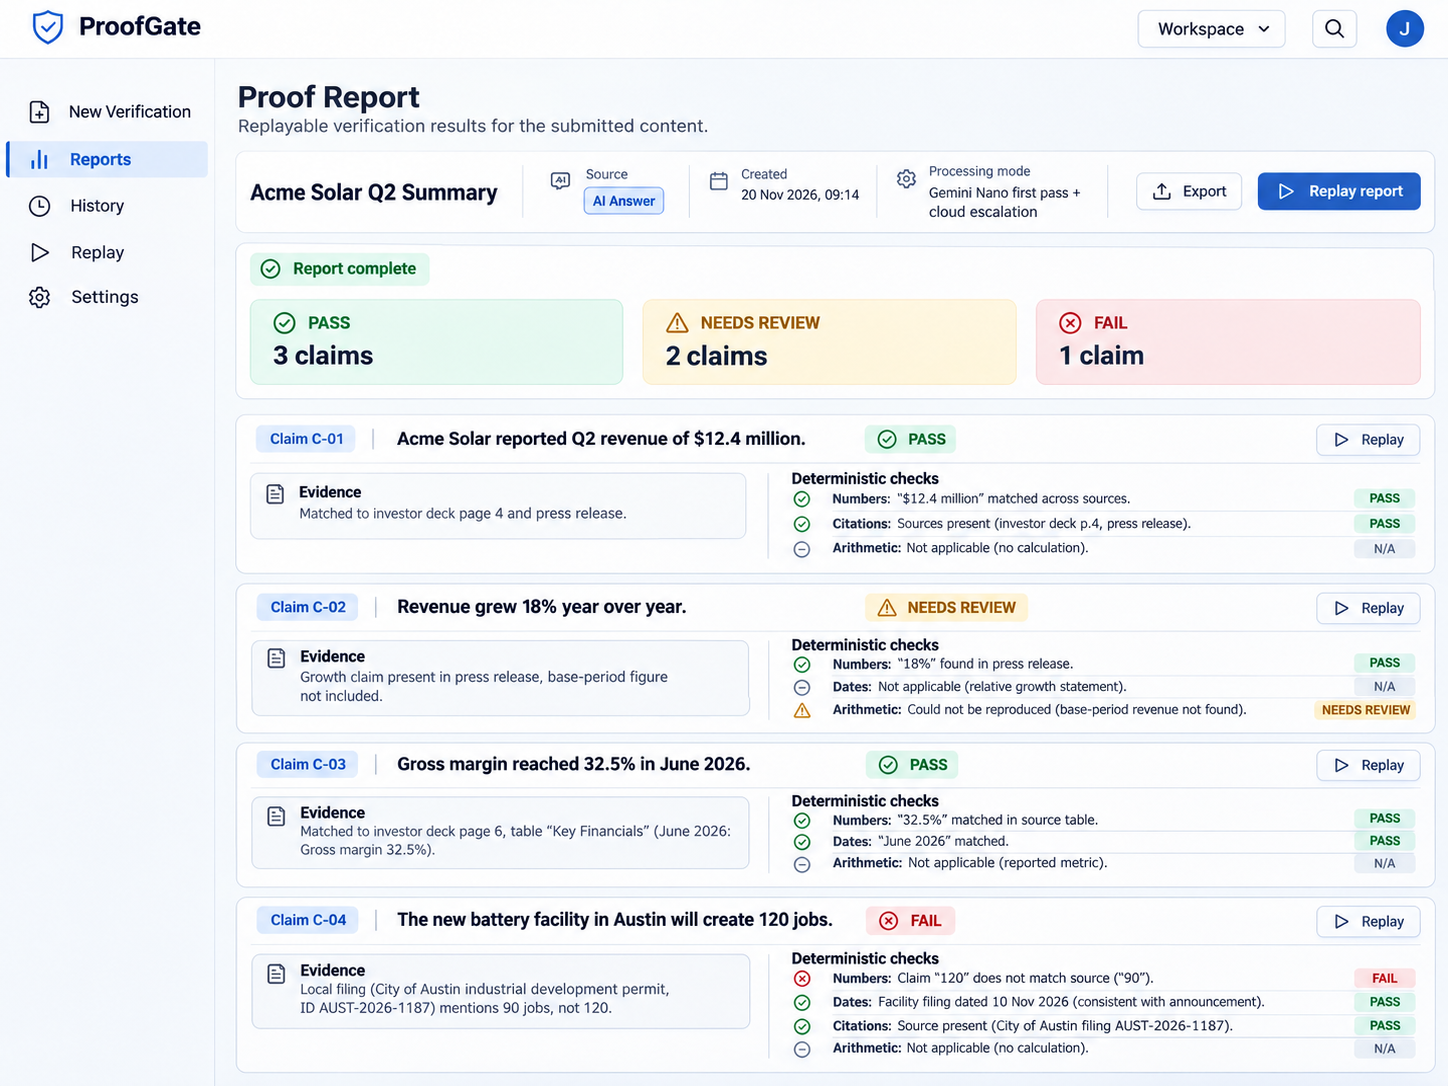 ProofGate
Workspace
J
New Verification
Reports
History
Replay
Settings
Proof Report
Replayable verification results for the submitted content.
Acme Solar Q2 Summary
AI
Source
AI Answer
Created
20 Nov 2026, 09:14
Processing mode
Gemini Nano first pass +
cloud escalation
Export
Replay report
Report complete
PASS
3 claims
NEEDS REVIEW
2 claims
FAIL
1 claim
Claim C-01
Acme Solar reported Q2 revenue of $12.4 million.
PASS
Replay
Evidence
Matched to investor deck page 4 and press release.
Deterministic checks
Numbers: “$12.4 million” matched across sources. PASS
Citations: Sources present (investor deck p.4, press release). PASS
Arithmetic: Not applicable (no calculation). N/A
Claim C-02
Revenue grew 18% year over year.
NEEDS REVIEW
Replay
Evidence
Growth claim present in press release, base-period figure
not included.
Deterministic checks
Numbers: “18%” found in press release. PASS
Dates: Not applicable (relative growth statement). N/A
Arithmetic: Could not be reproduced (base-period revenue not found). NEEDS REVIEW
Claim C-03
Gross margin reached 32.5% in June 2026.
PASS
Replay
Evidence
Matched to investor deck page 6, table “Key Financials” (June 2026:
Gross margin 32.5%).
Deterministic checks
Numbers: “32.5%” matched in source table. PASS
Dates: “June 2026” matched. PASS
Arithmetic: Not applicable (reported metric). N/A
Claim C-04
The new battery facility in Austin will create 120 jobs.
FAIL
Replay
Evidence
Local filing (City of Austin industrial development permit,
ID AUST-2026-1187) mentions 90 jobs, not 120.
Deterministic checks
Numbers: Claim “120” does not match source (“90”). FAIL
Dates: Facility filing dated 10 Nov 2026 (consistent with announcement). PASS
Citations: Source present (City of Austin filing AUST-2026-1187). PASS
Arithmetic: Not applicable (no calculation). N/A